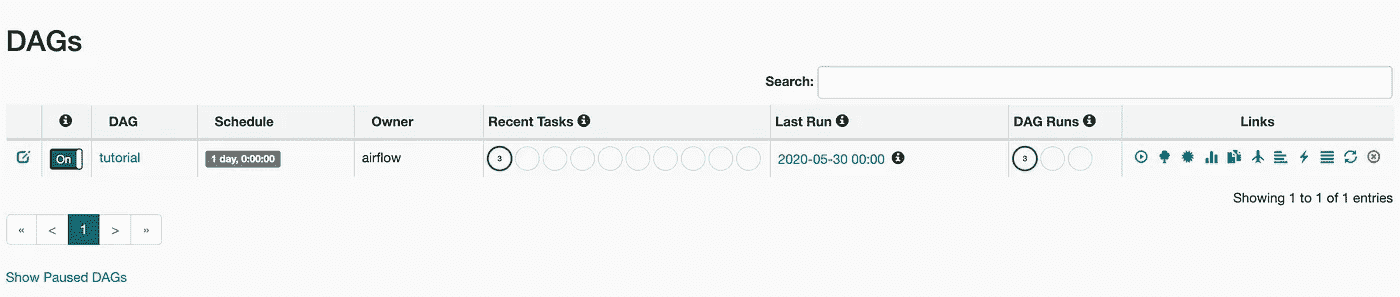 DAGs
Search:
DAG Schedule Owner Recent Tasks Last Run DAG Runs Links
On tutorial 1 day, 0:00:00 airflow 3 2020-05-30 00:00 3
Showing 1 to 1 of 1 entries
« < 1 > »
Show Paused DAGs